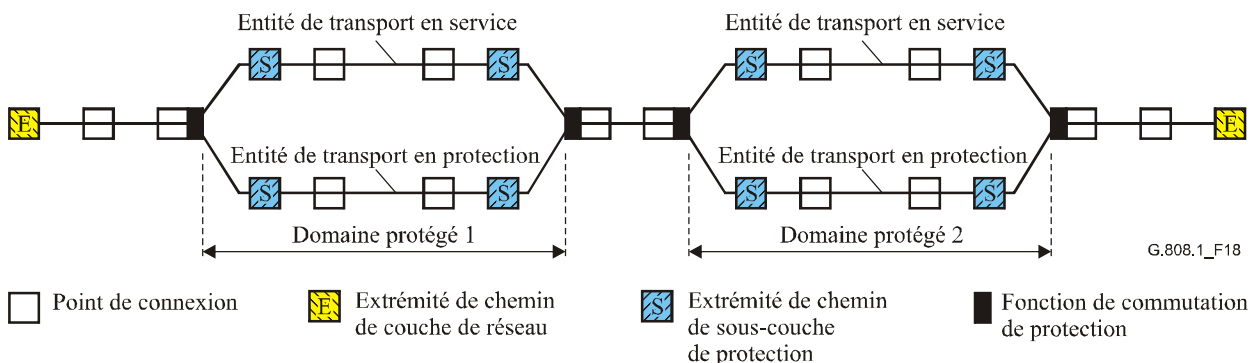 Entité de transport en service Entité de transport en service
S S S S
E E
Entité de transport en protection Entité de transport en protection
S S S S
Domaine protégé 1 Domaine protégé 2
G.808.1_F18
Point de connexion
E Extrémité de chemin
de couche de réseau
S Extrémité de chemin
de sous-couche
de protection
Fonction de commutation
de protection